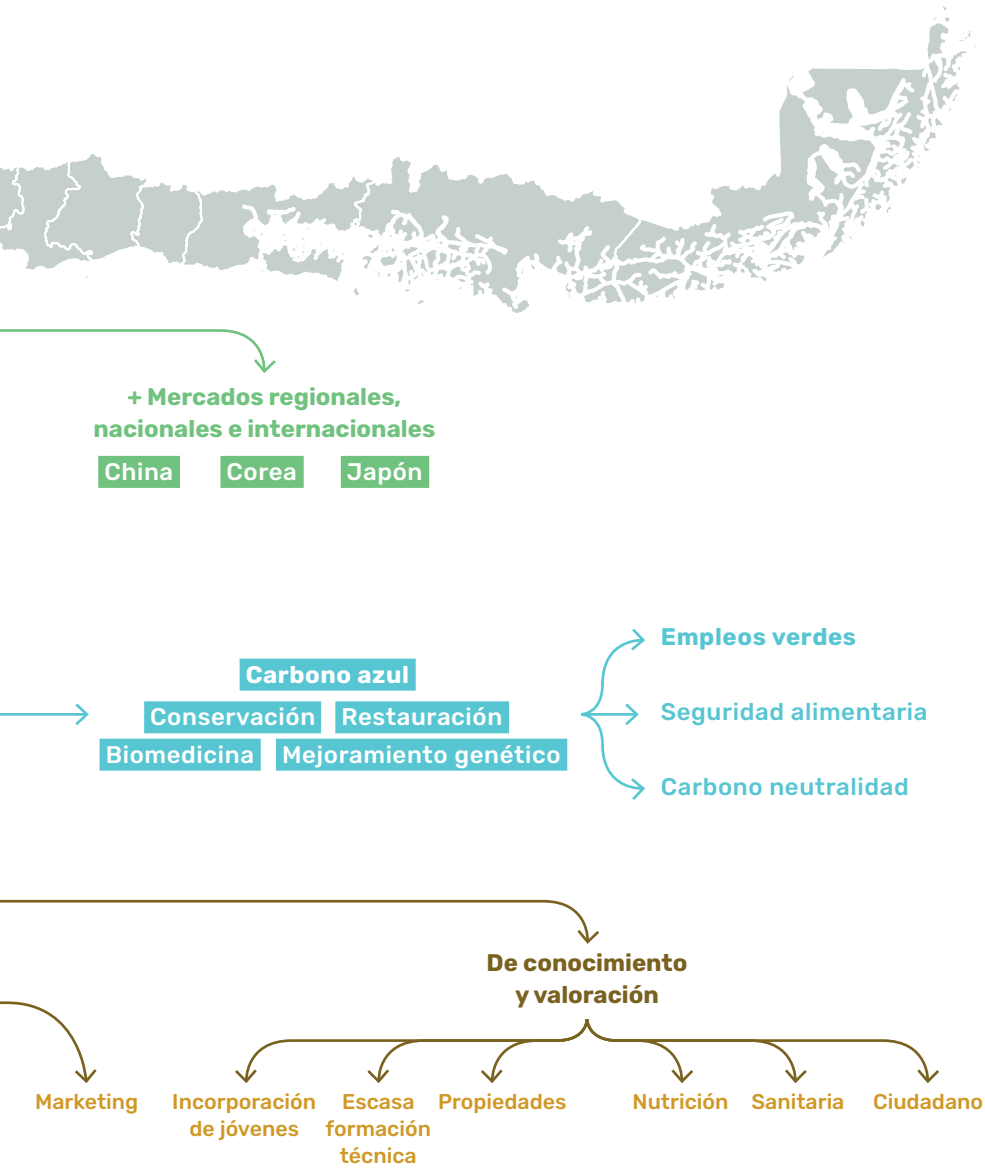 + Mercados regionales,
nacionales e internacionales
China Corea Japón
Carbono azul
Conservación Restauración
Biomedicina Mejoramiento genético
Empleos verdes
Seguridad alimentaria
Carbono neutralidad
De conocimiento
y valoración
Marketing
Incorporación
de jóvenes
Escasa
formación
técnica
Propiedades
Nutrición
Sanitaria
Ciudadano